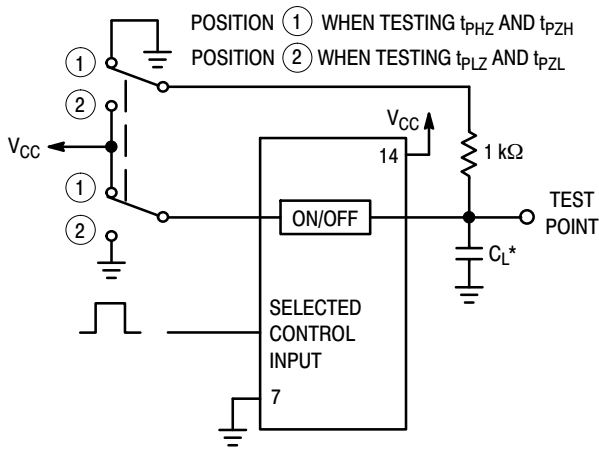 POSITION 1 WHEN TESTING tPHZ AND tPZH
POSITION 2 WHEN TESTING tPLZ AND tPZL
1
2
VCC
1
2
VCC
14
1 kΩ
ON/OFF
TEST
POINT
CL*
SELECTED
CONTROL
INPUT
7